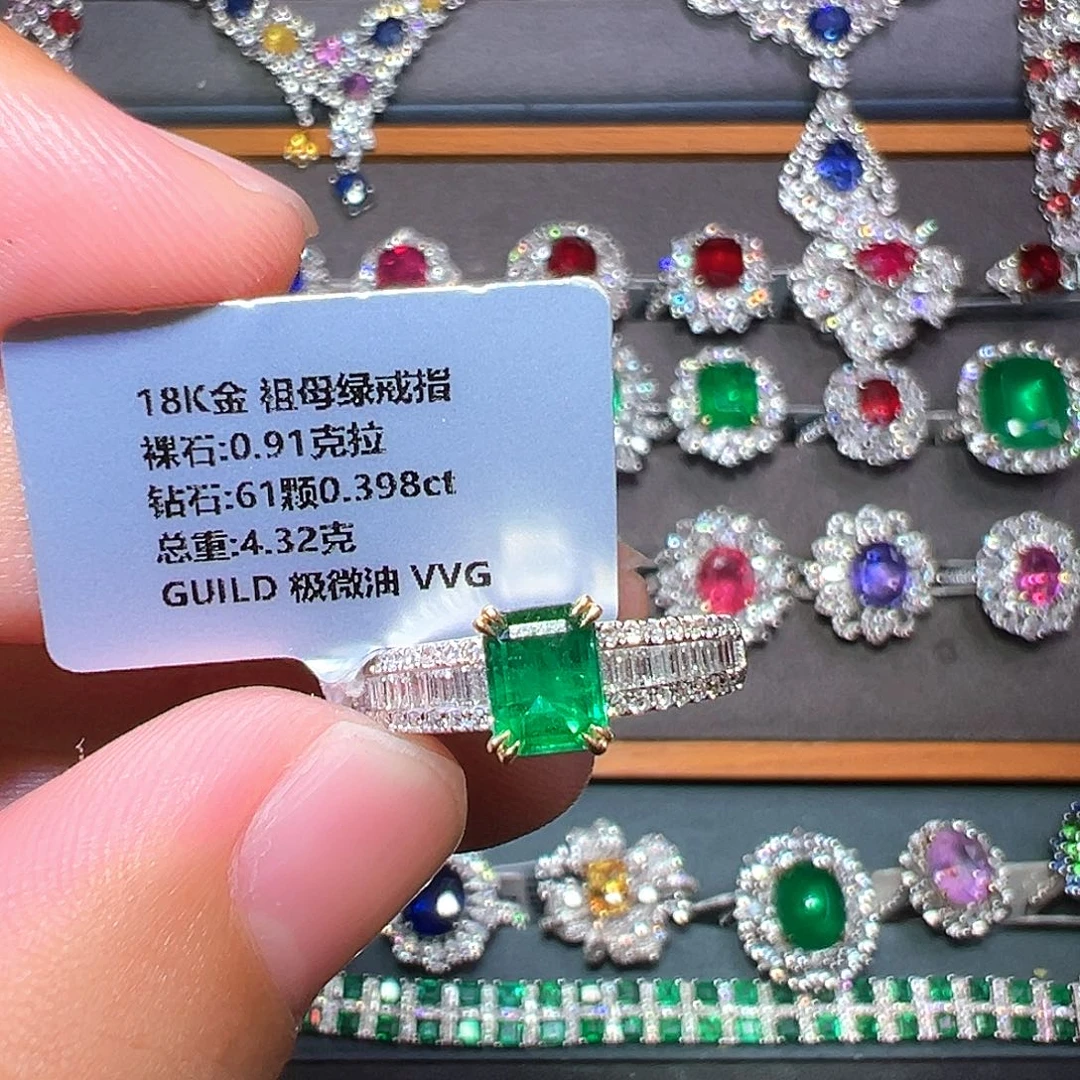 18K金 祖母绿戒指
裸石:0.91克拉
钻石:61颗0.398ct
总重:4.32克
GUILD 极微油 VVG